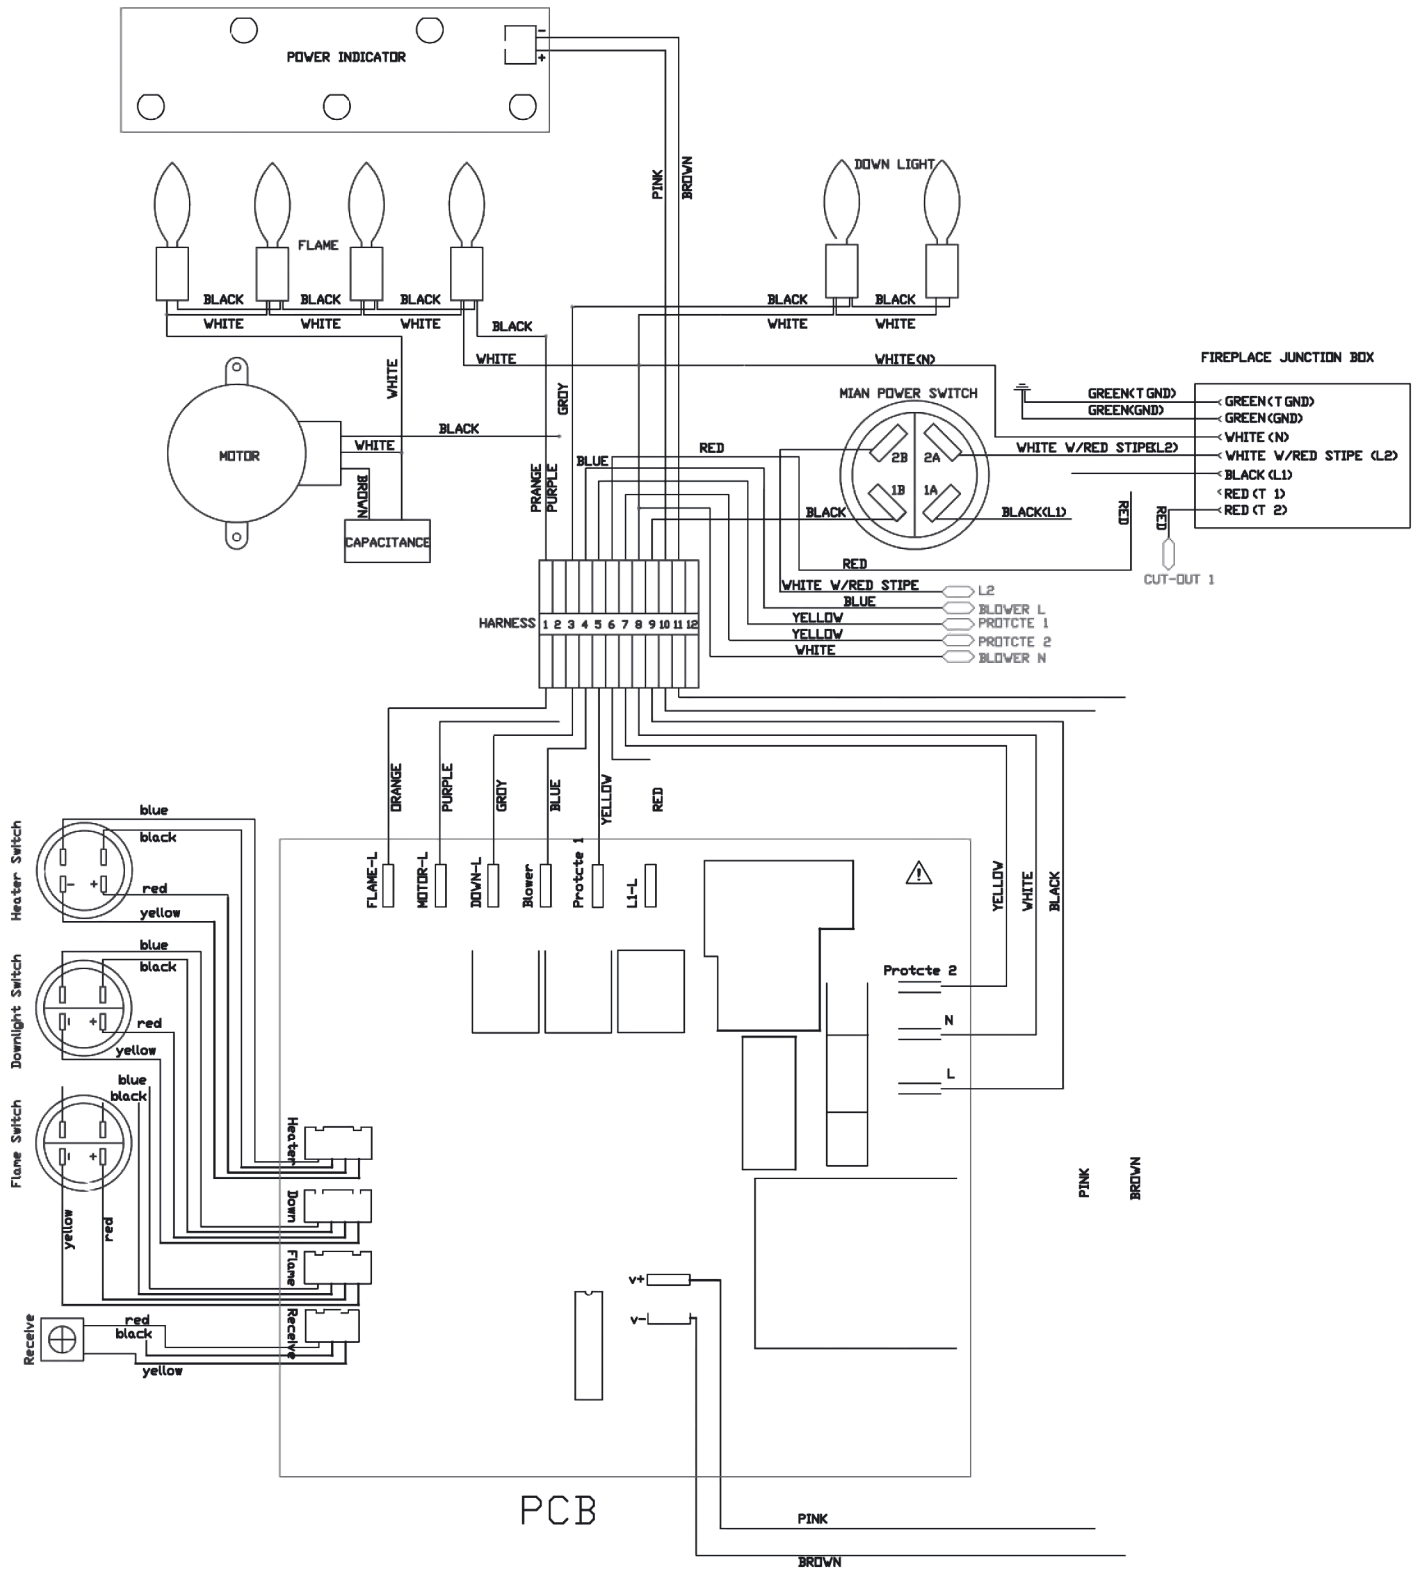 POWER INDICATOR
-
+
PINK
BROWN
DOWN LIGHT
FLAME
BLACK
BLACK
BLACK
WHITE
WHITE
WHITE
BLACK
BLACK
BLACK
WHITE
WHITE
WHITE
WHITE(N)
WHITE
GROY
FIREPLACE JUNCTION BOX
MIAN POWER SWITCH
GREEN(TGND)
GREEN(GND)
GREEN(TGND)
GREEN(GND)
WHITE(N)
WHITE W/RED STIPE(L2)
WHITE W/RED STIPE (L2)
BLACK(L1)
RED(T 1)
RED(T 2)
2B
2A
1B
1A
BLACK
BLACK(L1)
RED
RED
CUT-OUT 1
MOTOR
BLACK
WHITE
BROWN
CAPACITANCE
RED
BLUE
PRANGE
PURPLE
RED
WHITE W/RED STIPE
L2
BLUE
BLOWER L
YELLOW
PROTCTE 1
YELLOW
PROTCTE 2
WHITE
BLOWER N
HARNESS
1 2 3 4 5 6 7 8 9 10 11 12
ORANGE
PURPLE
GROY
BLUE
YELLOW
RED
FLAME-L
MOTOR-L
DOWN-L
Blower
Protcte 1
L1-L
!
YELLOW
WHITE
BLACK
Protcte 2
N
L
Heater Switch
blue
black
-
+
red
yellow
Downlight Switch
blue
black
-
+
red
yellow
Flame Switch
blue
black
-
+
yellow
red
Heater
Down
Flame
Receive
Receive
red
black
yellow
v+
v-
PINK
BROWN
PCB
PINK
BROWN